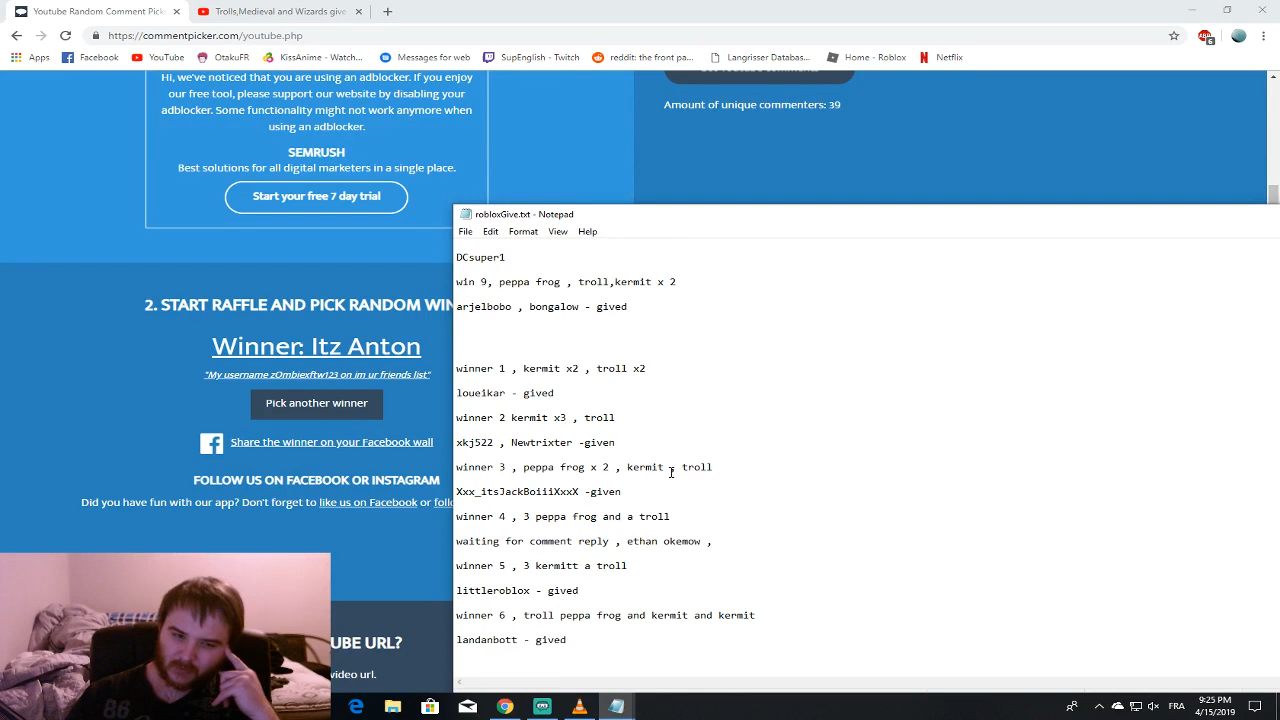 Youtube Random Comment Picker
Trolls,Medieval and Wizards give
https://commentpicker.com/youtube.php
Apps
Facebook
YouTube
OtakuFR
KissAnime - Watch...
Messages for web
SupEnglish - Twitch
reddit: the front pa
Langrisser Databas...
Home - Roblox
Netflix
Hi, we've noticed that you are using an adblocker. If you enjoy
our free tool, please support our website by disabling your
adblocker. Some functionality might not work anymore when
using an adblocker.
SEMRUSH
Best solutions for all digital marketers in a single place.
Start your free 7 day trial
Amount of unique commenters: 39
2. START RAFFLE AND PICK RANDOM WIN
Winner: Itz Anton
"My username zOmbiexftw123 on im ur friends list"
Pick another winner
Share the winner on your Facebook wall
FOLLOW US ON FACEBOOK OR INSTAGRAM
Did you have fun with our app? Don't forget to like us on Facebook or follo
UBE URL?
video url.
robloxGive.txt - Notepad
File Edit Format View Help
DCsuper1
win 9, peppa frog , troll,kermit x 2
arjelbobo , bongalow - gived
winner 1 , kermit x2 , troll x2
loueikar - gived
winner 2 kermit x3 , troll
xkj522 , Newtrixter -given
winner 3 , peppa frog x 2 , kermit , troll
Xxx_itsJackBoiiiXxxX -given
winner 4 , 3 peppa frog and a troll
waiting for comment reply , ethan okemow ,
winner 5 , 3 kermitt a troll
littleroblox - gived
winner 6 , troll peppa frog and kermit and kermit
landanbott - gived
86
FRA
9:25 PM
4/15/2019